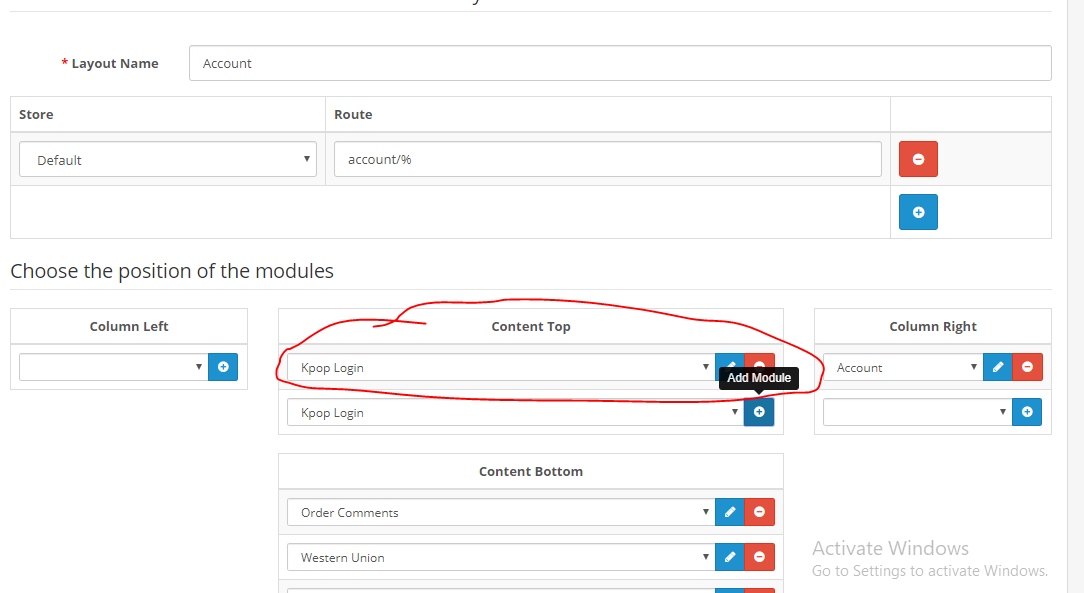 * Layout Name
Account
Store
Route
Default
account/%
Choose the position of the modules
Column Left
Content Top
Column Right
Kpop Login
Account
Add Module
Kpop Login
Content Bottom
Order Comments
Western Union
Activate Windows
Go to Settings to activate Windows.